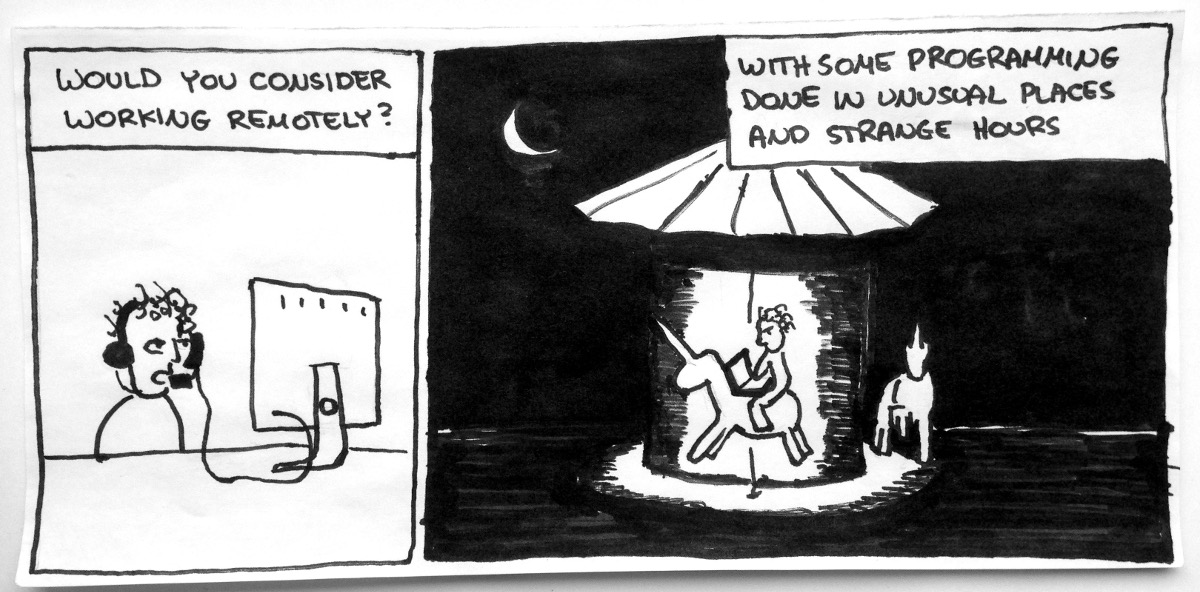 WOULD YOU CONSIDER
WORKING REMOTELY?
WITH SOME PROGRAMMING
DONE IN UNUSUAL PLACES
AND STRANGE HOURS